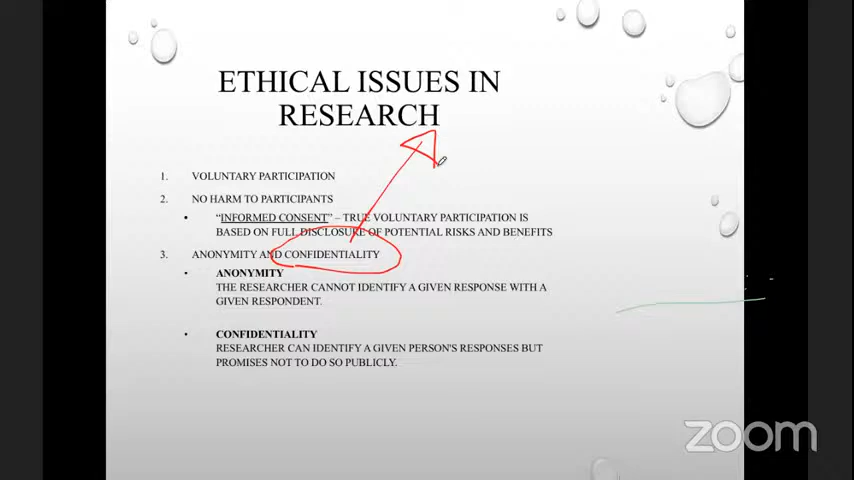 ETHICAL ISSUES IN
RESEARCH
1. VOLUNTARY PARTICIPATION
2. NO HARM TO PARTICIPANTS
• “INFORMED CONSENT” – TRUE VOLUNTARY PARTICIPATION IS
BASED ON FULL DISCLOSURE OF POTENTIAL RISKS AND BENEFITS
3. ANONYMITY AND CONFIDENTIALITY
• ANONYMITY
THE RESEARCHER CANNOT IDENTIFY A GIVEN RESPONSE WITH A
GIVEN RESPONDENT.
• CONFIDENTIALITY
RESEARCHER CAN IDENTIFY A GIVEN PERSON'S RESPONSES BUT
PROMISES NOT TO DO SO PUBLICLY.
zoom